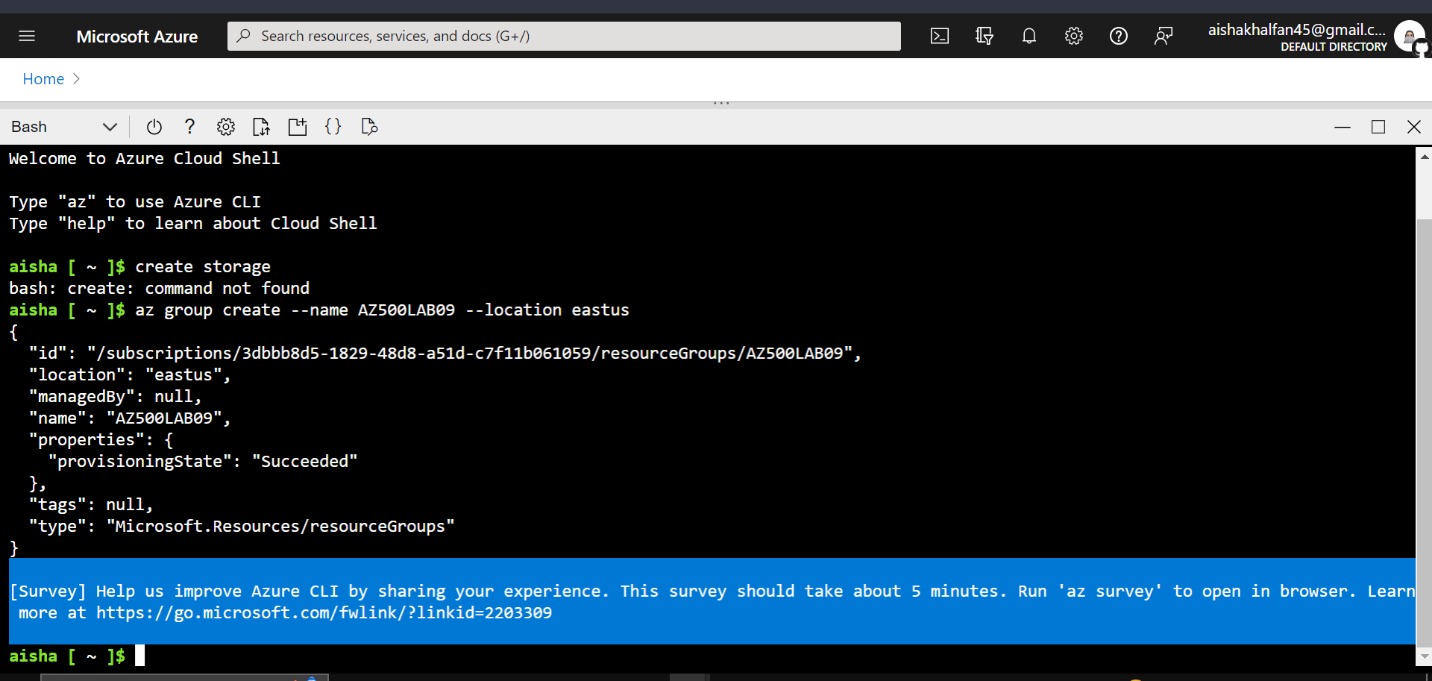 Microsoft Azure
Search resources, services, and docs (G+/)
aishakhalfan45@gmail.c...
DEFAULT DIRECTORY
Home
Bash
Welcome to Azure Cloud Shell
Type "az" to use Azure CLI
Type "help" to learn about Cloud Shell
aisha [ ~ ]$ create storage
bash: create: command not found
aisha [ ~ ]$ az group create --name AZ500LAB09 --location eastus
{
  "id": "/subscriptions/3dbbb8d5-1829-48d8-a51d-c7f11b061059/resourceGroups/AZ500LAB09",
  "location": "eastus",
  "managedBy": null,
  "name": "AZ500LAB09",
  "properties": {
    "provisioningState": "Succeeded"
  },
  "tags": null,
  "type": "Microsoft.Resources/resourceGroups"
}
[Survey] Help us improve Azure CLI by sharing your experience. This survey should take about 5 minutes. Run 'az survey' to open in browser. Learn
 more at https://go.microsoft.com/fwlink/?linkid=2203309
aisha [ ~ ]$